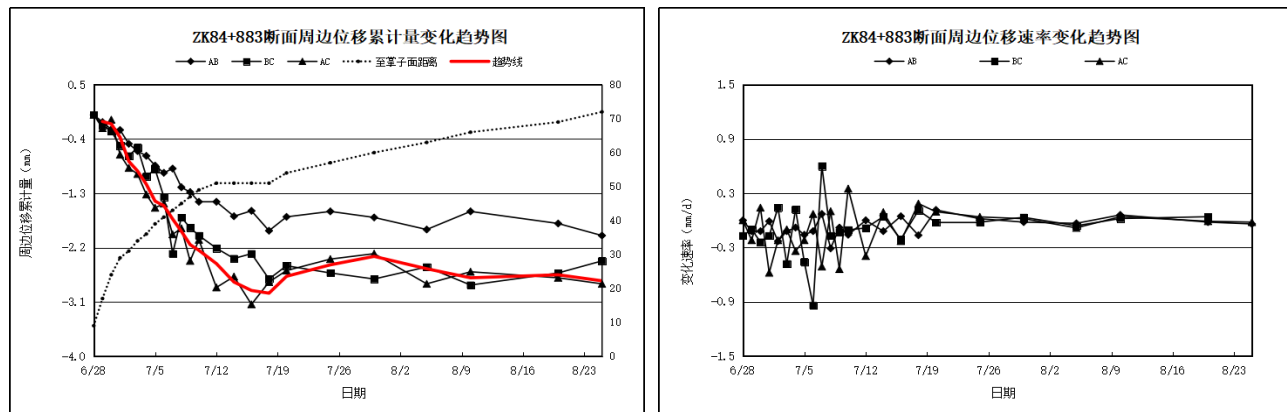 ZK84+883断面周边位移累计量变化趋势图
AB BC AC 至掌子面距离 趋势线
0.5
-0.4
-1.3
-2.2
-3.1
-4.0
周边位移累计量（mm）
80
70
60
50
40
30
20
10
0
6/28 7/5 7/12 7/19 7/26 8/2 8/9 8/16 8/23
日期
ZK84+883断面周边位移速率变化趋势图
AB BC AC
1.5
0.9
0.3
-0.3
-0.9
-1.5
变化速率（mm/d）
6/28 7/5 7/12 7/19 7/26 8/2 8/9 8/16 8/23
日期